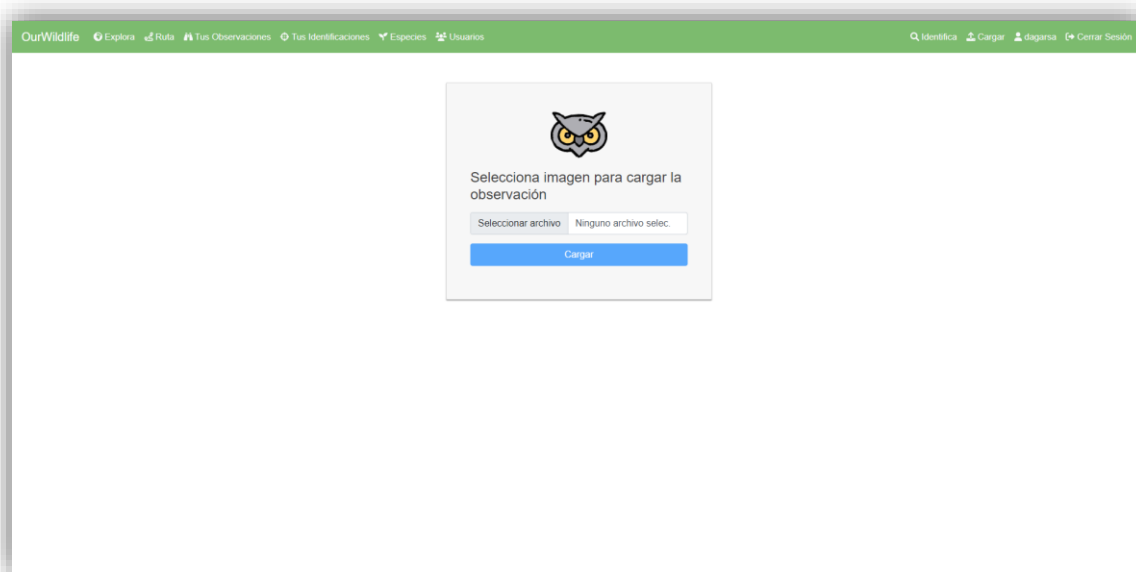 OurWildlife Explora Ruta Tus Observaciones Tus Identificaciones Especies Usuarios Identifica Cargar dagarsa Cerrar Sesión
Selecciona imagen para cargar la
observación
Seleccionar archivo Ninguno archivo selec.
Cargar